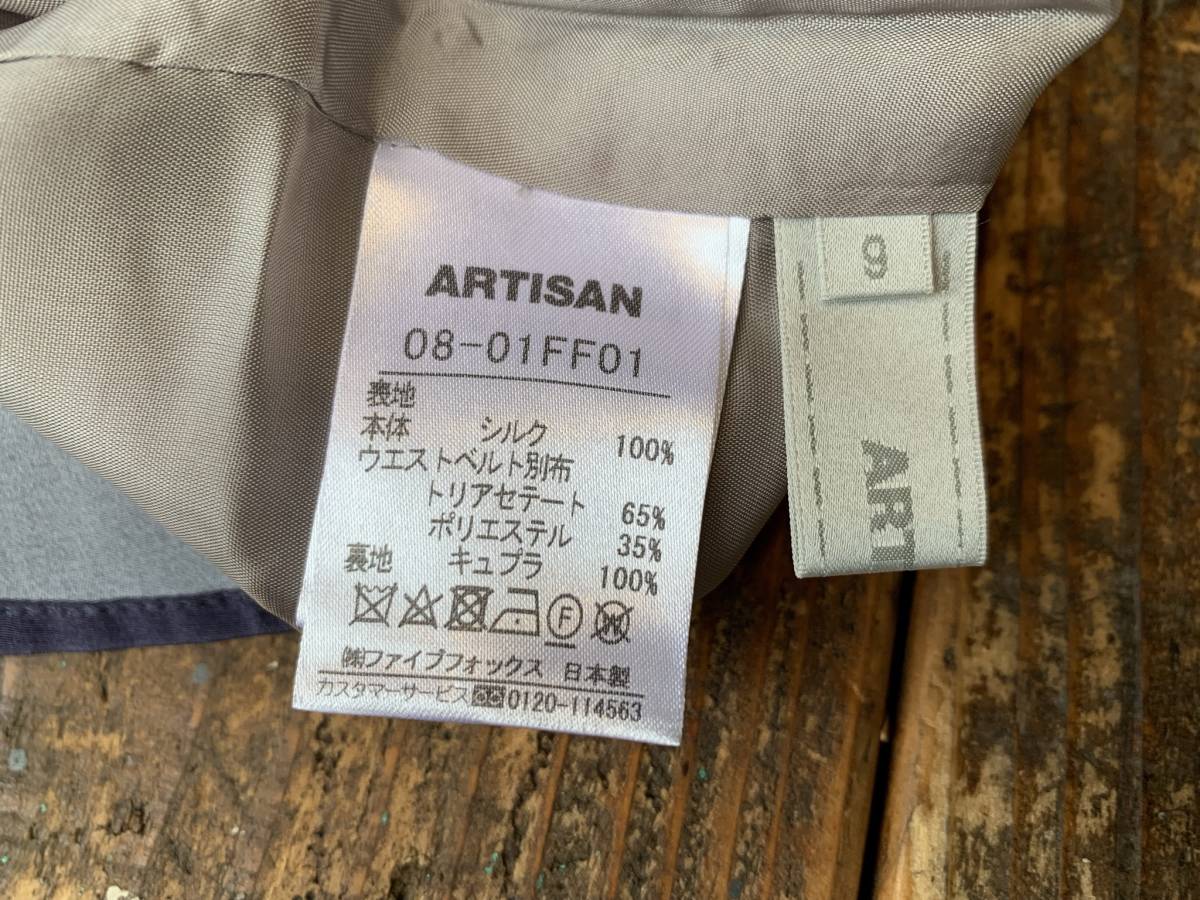 ARTISAN
08-01FF01
表地
本体 シルク 100%
ウエストベルト別布
トリアセテート 65%
ポリエステル 35%
裏地 キュプラ 100%
F
W
㈱ファイブフォックス 日本製
カスタマーサービス 0120-114563
9
ART